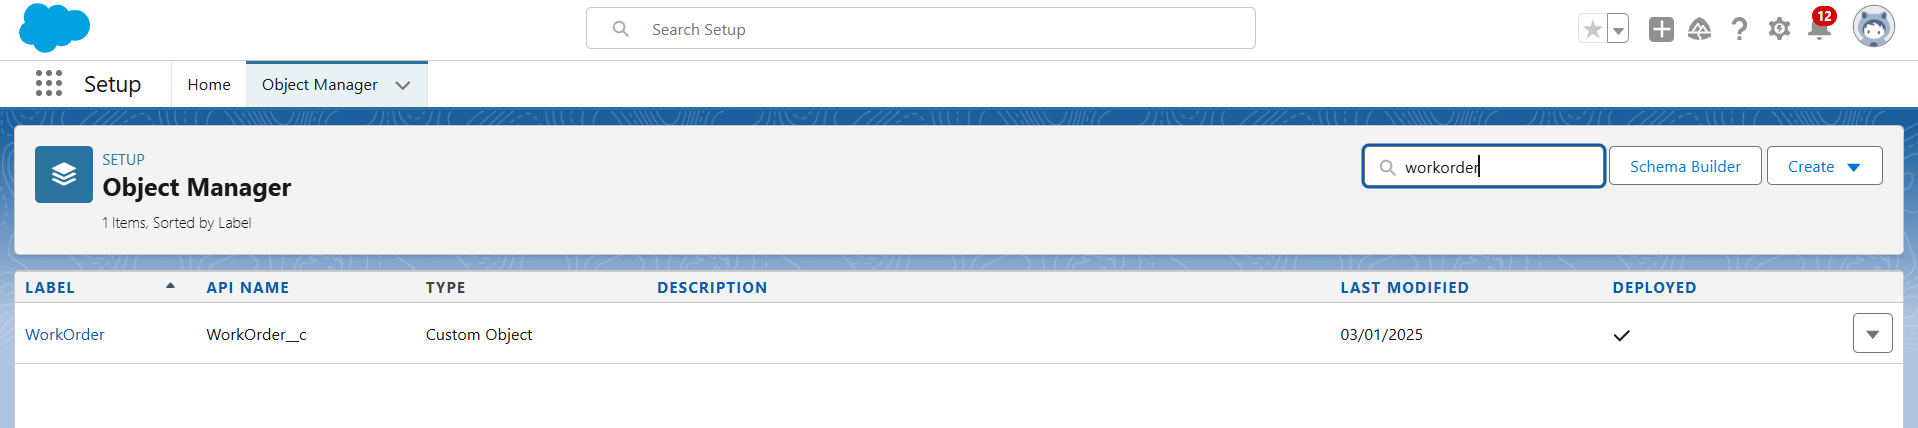 Search Setup
12
Setup
Home
Object Manager
SETUP
Object Manager
1 Items, Sorted by Label
workorder
Schema Builder
Create
LABEL API NAME TYPE DESCRIPTION LAST MODIFIED DEPLOYED
WorkOrder WorkOrder__c Custom Object 03/01/2025